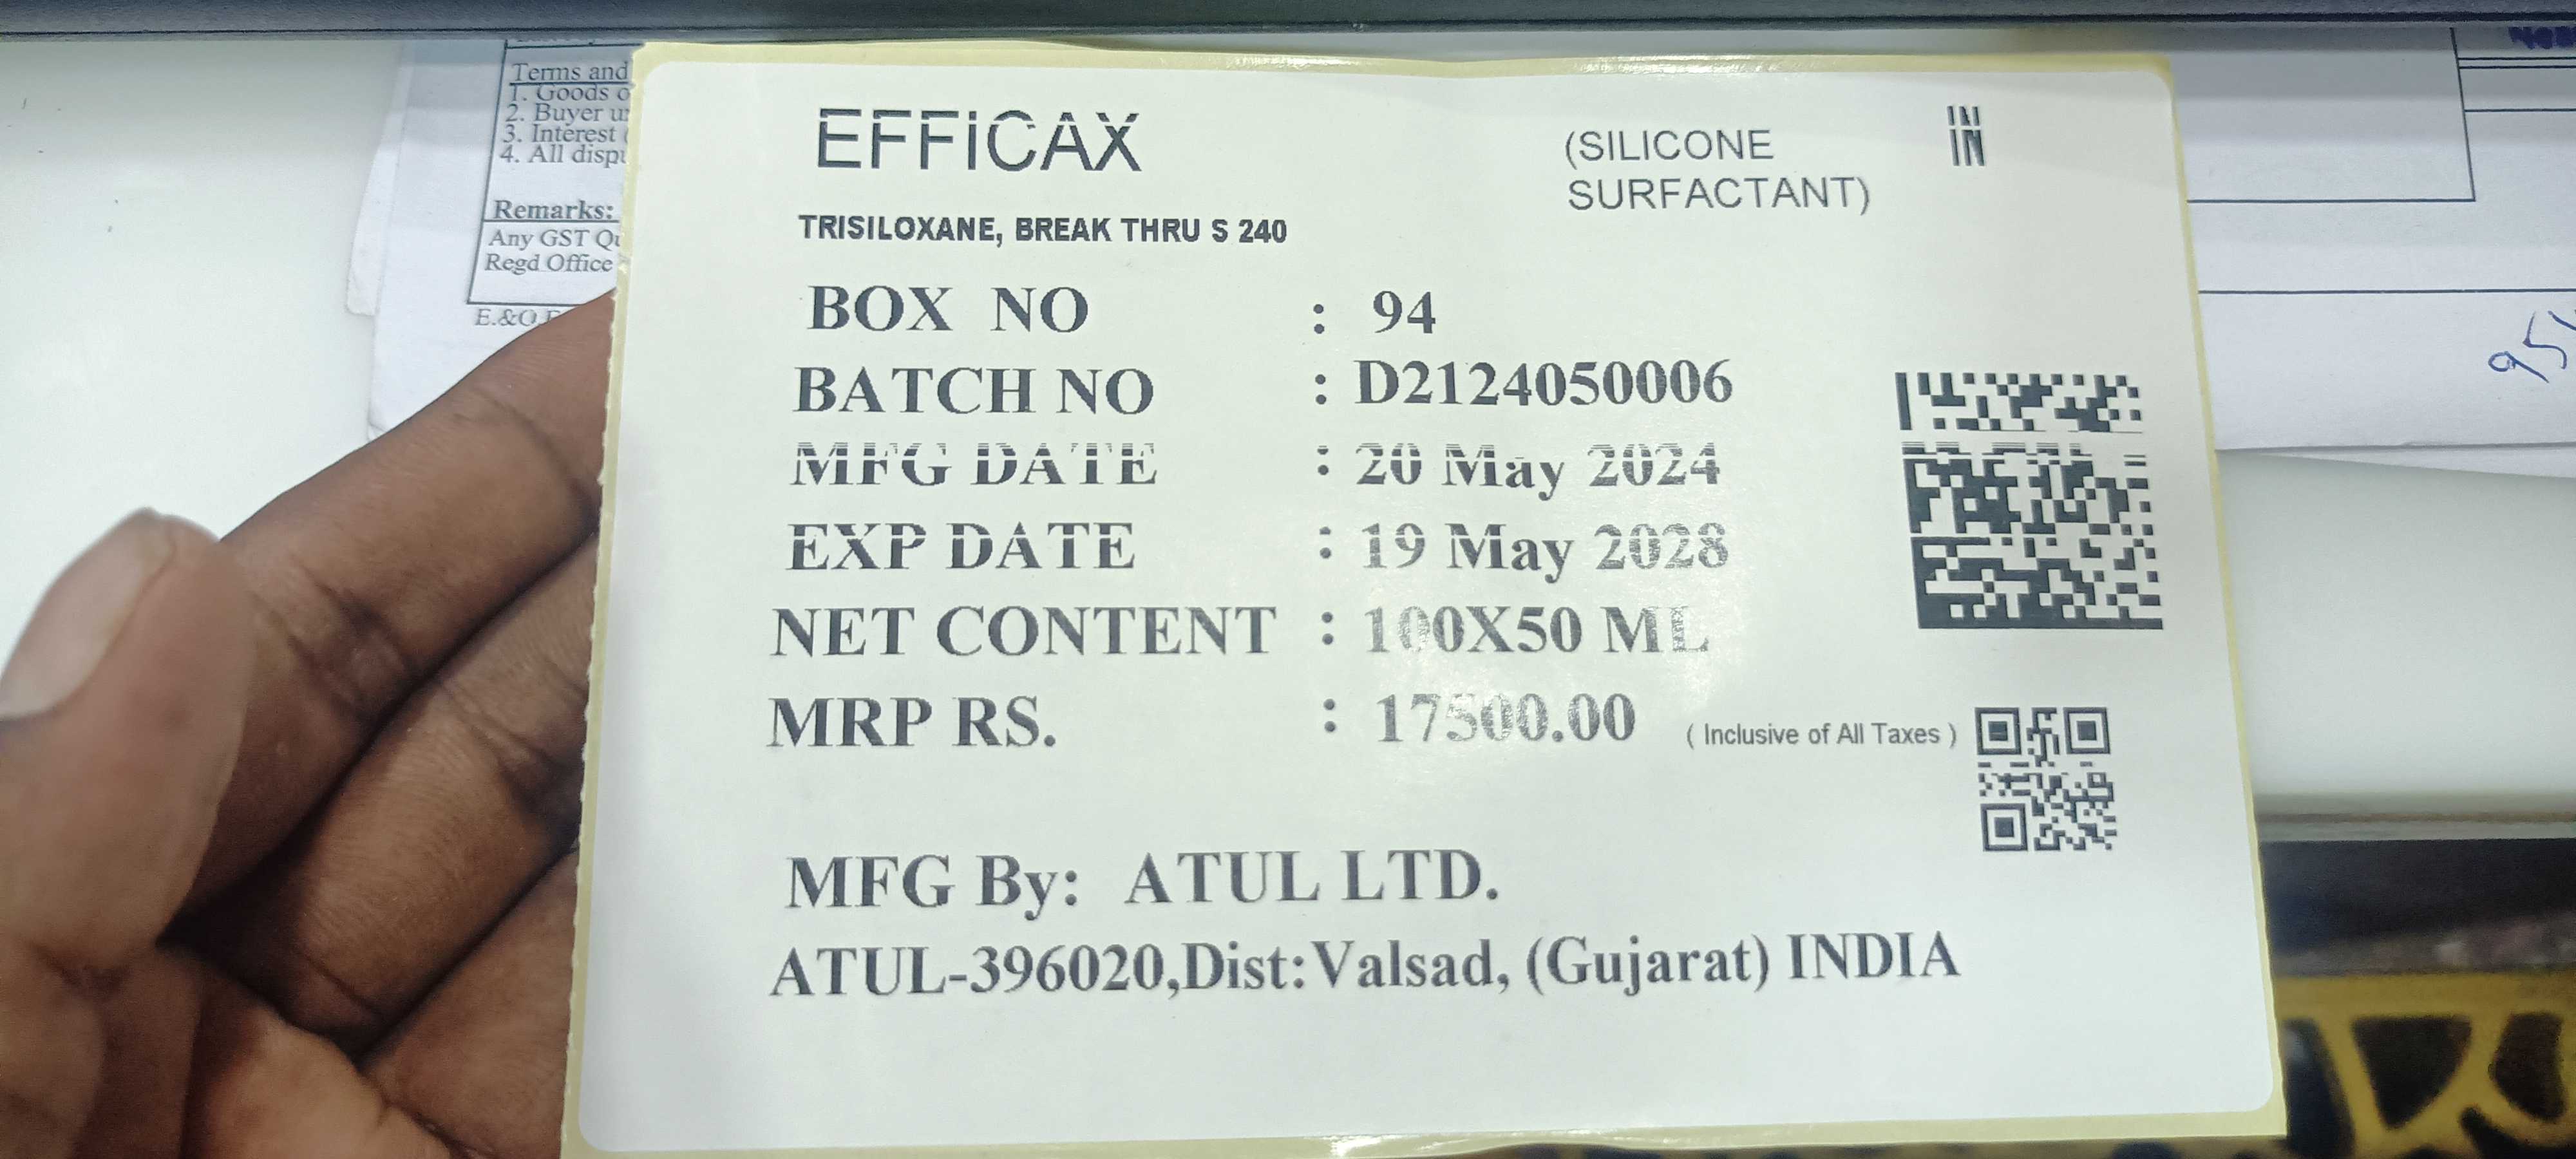 Terms and
1. Goods o
2. Buyer u
3. Interest
4. All disp
Remarks:
Any GST Qu
Regd Office
E.&O.E
EFFiCAX
(SILICONE
SURFACTANT)
IN
TRISILOXANE, BREAK THRU S 240
BOX NO : 94
BATCH NO : D2124050006
MFG DATE : 20 May 2024
EXP DATE : 19 May 2028
NET CONTENT : 100X50 ML
MRP RS. : 17500.00 ( Inclusive of All Taxes )
MFG By: ATUL LTD.
ATUL-396020,Dist:Valsad, (Gujarat) INDIA